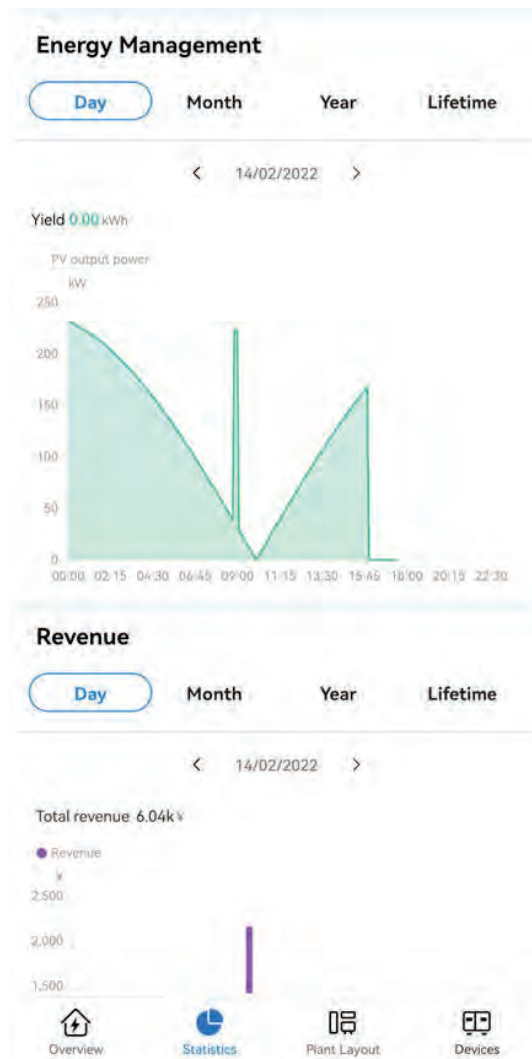 Energy Management
Day Month Year Lifetime
< 14/02/2022 >
Yield 0.00 kWh
PV output power
kW
250
200
150
100
50
0
00:00 02:15 04:30 06:45 09:00 11:15 13:30 15:45 18:00 20:15 22:30
Revenue
Day Month Year Lifetime
< 14/02/2022 >
Total revenue 6.04k ¥
Revenue
¥
2,500
2,000
1,500
Overview Statistics Plant Layout Devices